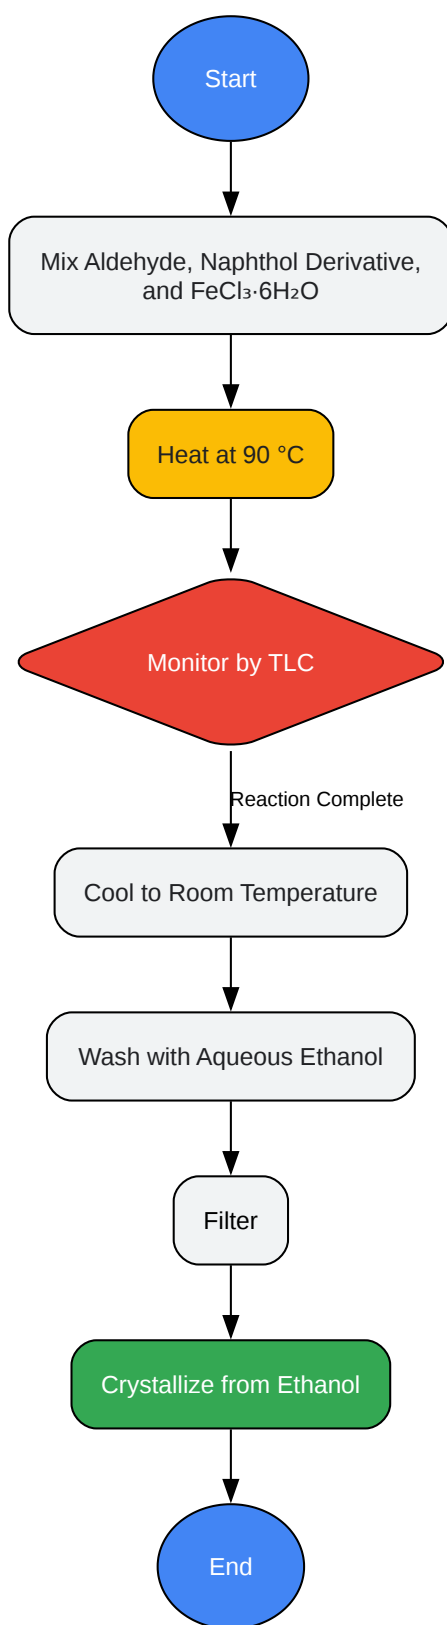 Start
Mix Aldehyde, Naphthol Derivative,
and FeCl₃·6H₂O
Heat at 90 °C
Monitor by TLC
Reaction Complete
Cool to Room Temperature
Wash with Aqueous Ethanol
Filter
Crystallize from Ethanol
End